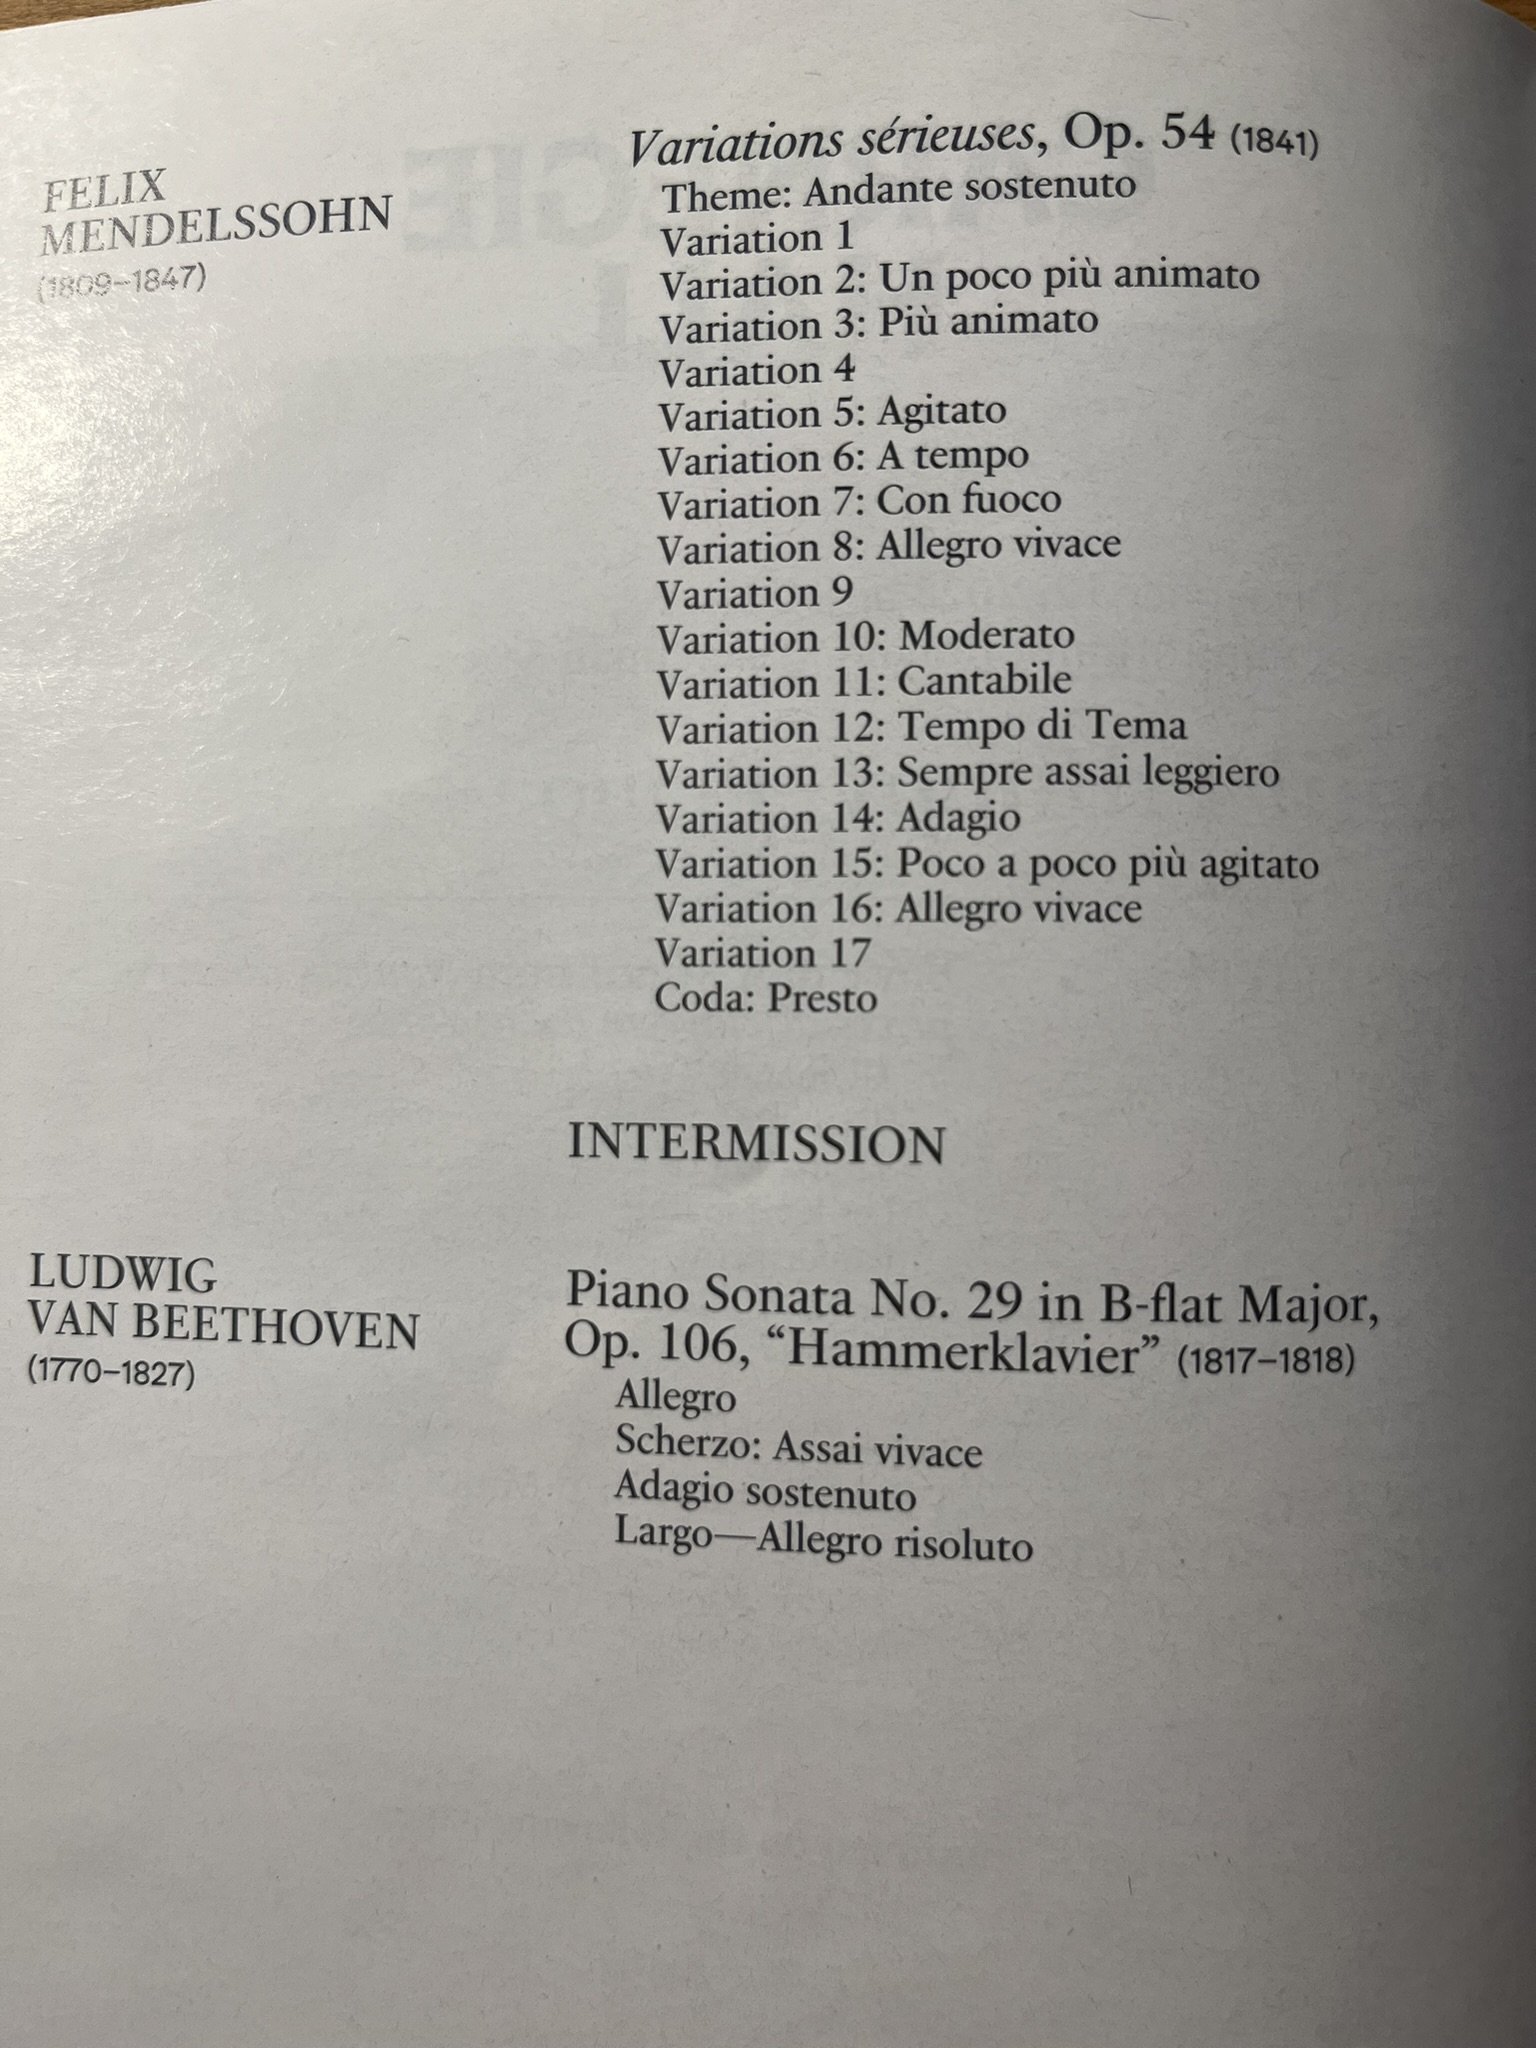 FELIX
MENDELSSOHN
(1809–1847)
Variations sérieuses, Op. 54 (1841)
Theme: Andante sostenuto
Variation 1
Variation 2: Un poco più animato
Variation 3: Più animato
Variation 4
Variation 5: Agitato
Variation 6: A tempo
Variation 7: Con fuoco
Variation 8: Allegro vivace
Variation 9
Variation 10: Moderato
Variation 11: Cantabile
Variation 12: Tempo di Tema
Variation 13: Sempre assai leggiero
Variation 14: Adagio
Variation 15: Poco a poco più agitato
Variation 16: Allegro vivace
Variation 17
Coda: Presto
INTERMISSION
LUDWIG
VAN BEETHOVEN
(1770–1827)
Piano Sonata No. 29 in B-flat Major,
Op. 106, “Hammerklavier” (1817–1818)
Allegro
Scherzo: Assai vivace
Adagio sostenuto
Largo—Allegro risoluto